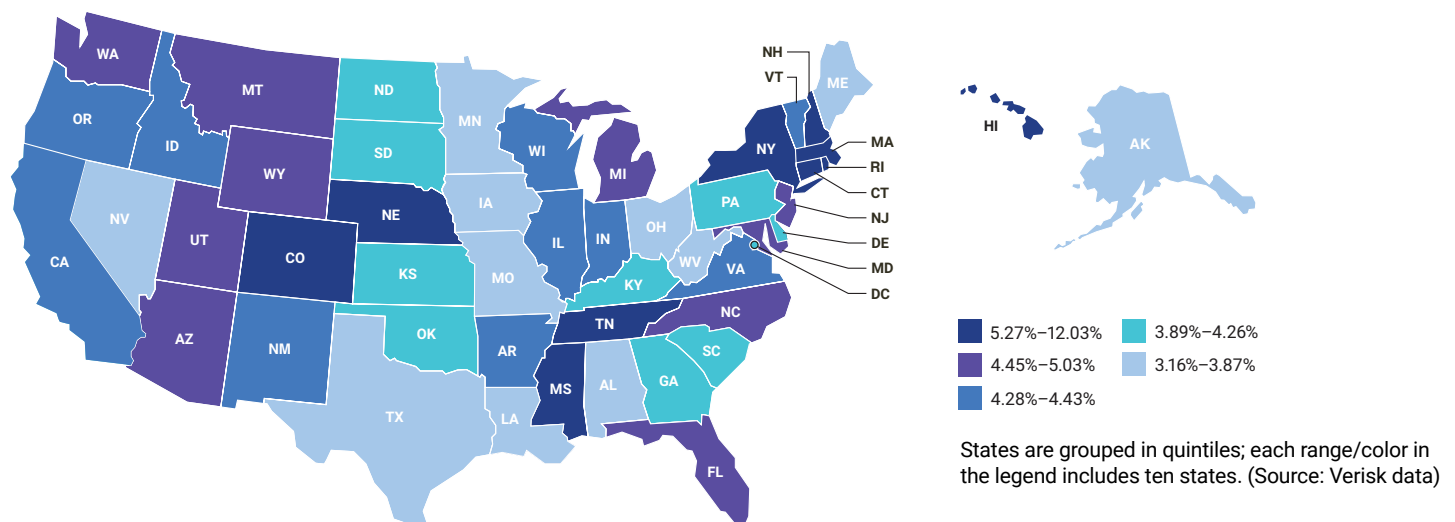 WA
MT
ND
MN
OR
ID
SD
WI
WY
MI
NE
IA
NV
UT
CO
IL
IN
OH
PA
NY
ME
NH
VT
MA
RI
CT
NJ
DE
MD
DC
CA
KS
MO
WV
VA
KY
AZ
NM
OK
AR
TN
NC
SC
TX
LA
MS
AL
GA
FL
HI
AK
5.27%–12.03%
3.89%–4.26%
4.45%–5.03%
3.16%–3.87%
4.28%–4.43%
States are grouped in quintiles; each range/color in
the legend includes ten states. (Source: Verisk data)